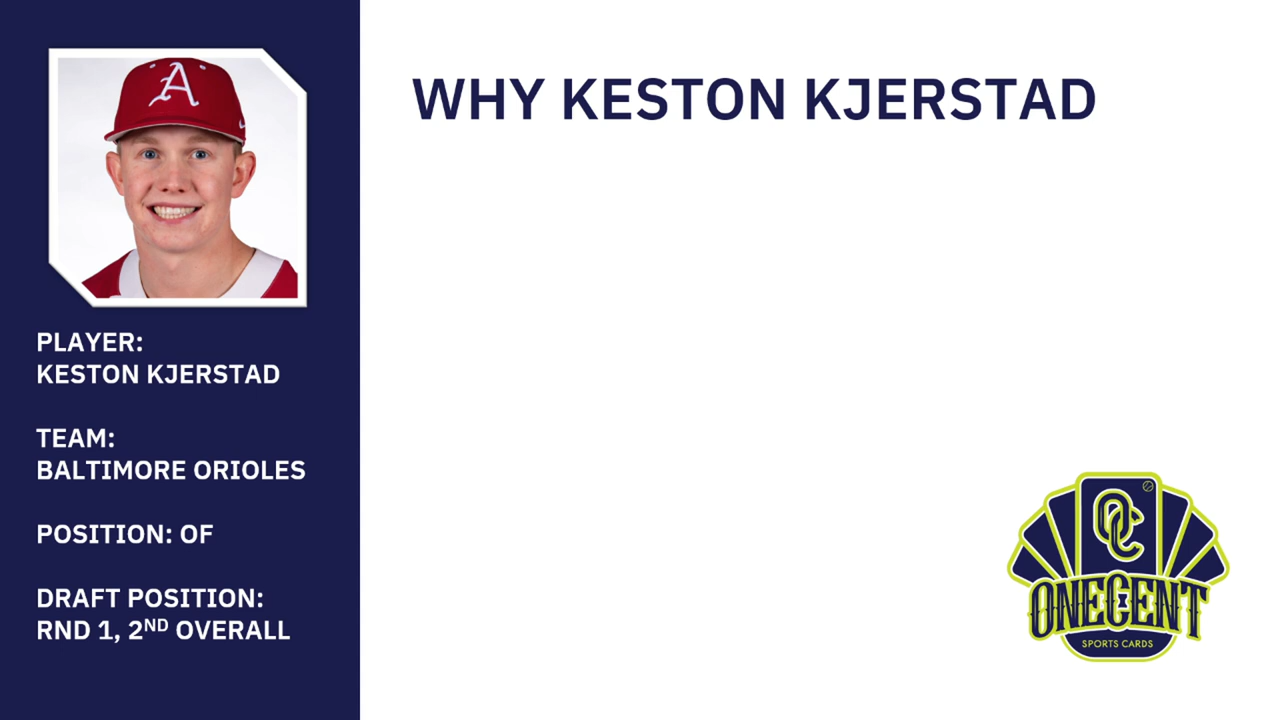 A
WHY KESTON KJERSTAD
PLAYER:
KESTON KJERSTAD
TEAM:
BALTIMORE ORIOLES
POSITION: OF
DRAFT POSITION:
RND 1, 2ND OVERALL
OC
ONECENT
SPORTS CARDS